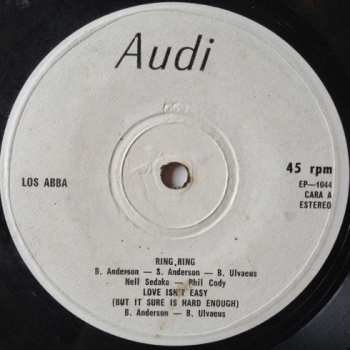 Audi
LOS ABBA
45 rpm
EP—1044
CARA A
ESTEREO
RING,RING
B. Anderson — S. Anderson — B. Ulvaeus
Neil Sedaka — Phil Cody
LOVE ISN'T EASY
(BUT IT SURE IS HARD ENOUGH)
B. Anderson — B. Ulvaeus